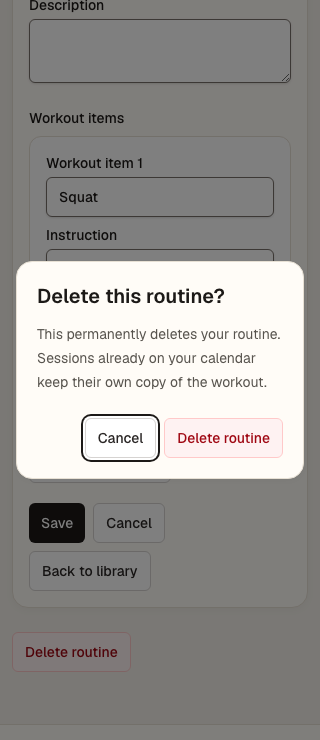 Description
Workout items
Workout item 1
Squat
Instruction
Delete this routine?
This permanently deletes your routine.
Sessions already on your calendar
keep their own copy of the workout.
Cancel
Delete routine
Save
Cancel
Back to library
Delete routine